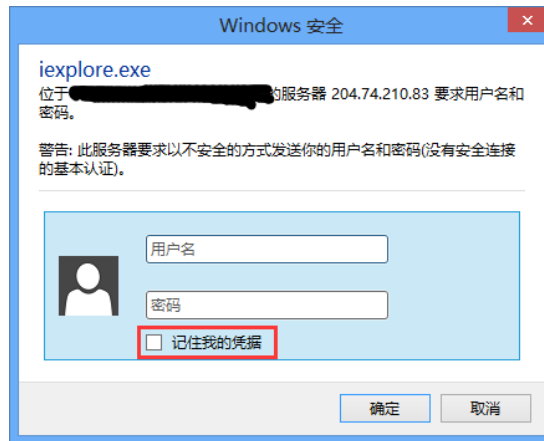 Windows 安全
iexplore.exe
位于的服务器 204.74.210.83 要求用户名和
密码。
警告: 此服务器要求以不安全的方式发送你的用户名和密码(没有安全连接
的基本认证)。
用户名
密码
记住我的凭据
确定
取消